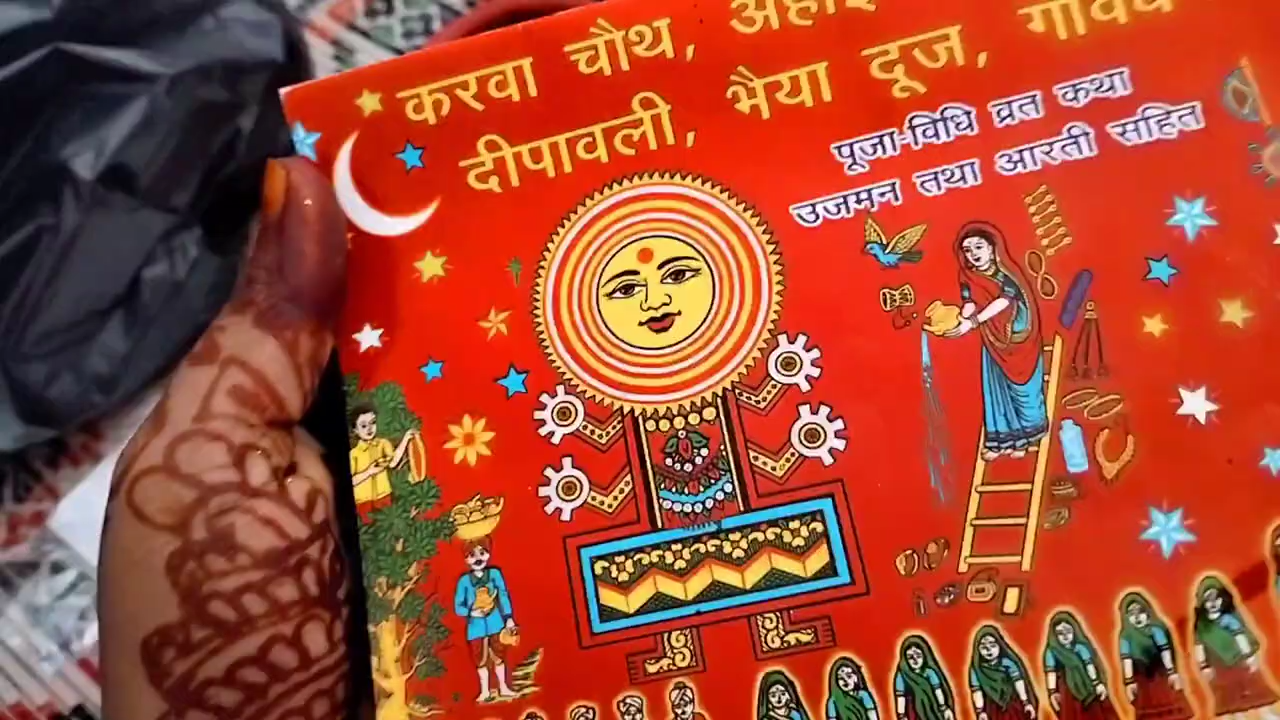 करवा चौथ,
दीपावली, भैया दूज,
पूजा-विधि व्रत कथा
उजमन तथा आरती सहित